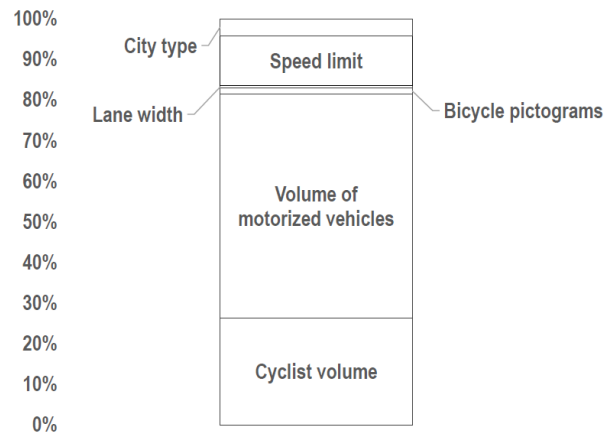 100%
City type
90%
Speed limit
80%
Lane width
Bicycle pictograms
70%
60%
Volume of
motorized vehicles
50%
40%
30%
20%
Cyclist volume
10%
0%